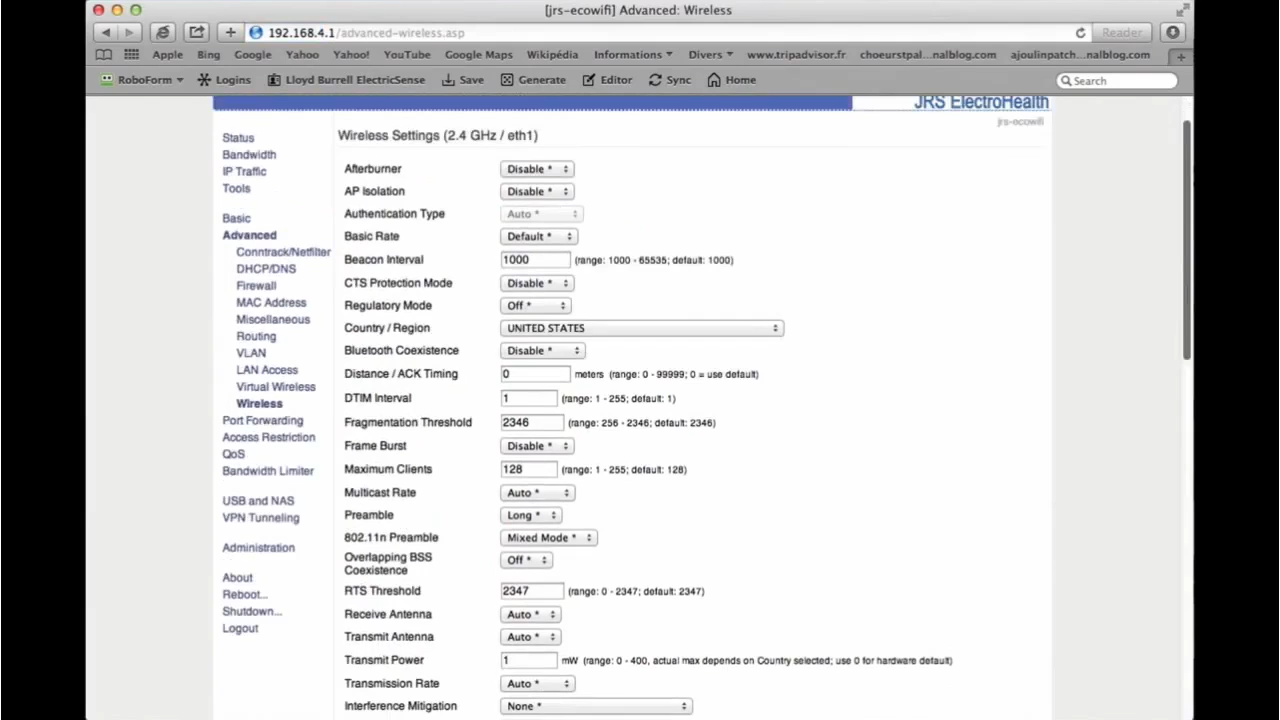 [jrs-ecowifi] Advanced: Wireless
192.168.4.1/advanced-wireless.asp
Reader
Apple Bing Google Yahoo Yahoo! YouTube Google Maps Wikipédia Informations Divers www.tripadvisor.fr choeurstpal...nalblog.com ajoulinpatch...nalblog.com
RoboForm Logins Lloyd Burrell ElectricSense Save Generate Editor Sync Home Search
JRS ElectroHealth
jrs-ecowifi
Status
Bandwidth
IP Traffic
Tools
Basic
Advanced
Conntrack/Netfilter
DHCP/DNS
Firewall
MAC Address
Miscellaneous
Routing
VLAN
LAN Access
Virtual Wireless
Wireless
Port Forwarding
Access Restriction
QoS
Bandwidth Limiter
USB and NAS
VPN Tunneling
Administration
About
Reboot...
Shutdown...
Logout
Wireless Settings (2.4 GHz / eth1)
Afterburner Disable *
AP Isolation Disable *
Authentication Type Auto *
Basic Rate Default *
Beacon Interval 1000 (range: 1000 - 65535; default: 1000)
CTS Protection Mode Disable *
Regulatory Mode Off *
Country / Region UNITED STATES
Bluetooth Coexistence Disable *
Distance / ACK Timing 0 meters (range: 0 - 99999; 0 = use default)
DTIM Interval 1 (range: 1 - 255; default: 1)
Fragmentation Threshold 2346 (range: 256 - 2346; default: 2346)
Frame Burst Disable *
Maximum Clients 128 (range: 1 - 255; default: 128)
Multicast Rate Auto *
Preamble Long *
802.11n Preamble Mixed Mode *
Overlapping BSS
Coexistence Off *
RTS Threshold 2347 (range: 0 - 2347; default: 2347)
Receive Antenna Auto *
Transmit Antenna Auto *
Transmit Power 1 mW (range: 0 - 400, actual max depends on Country selected; use 0 for hardware default)
Transmission Rate Auto *
Interference Mitigation None *